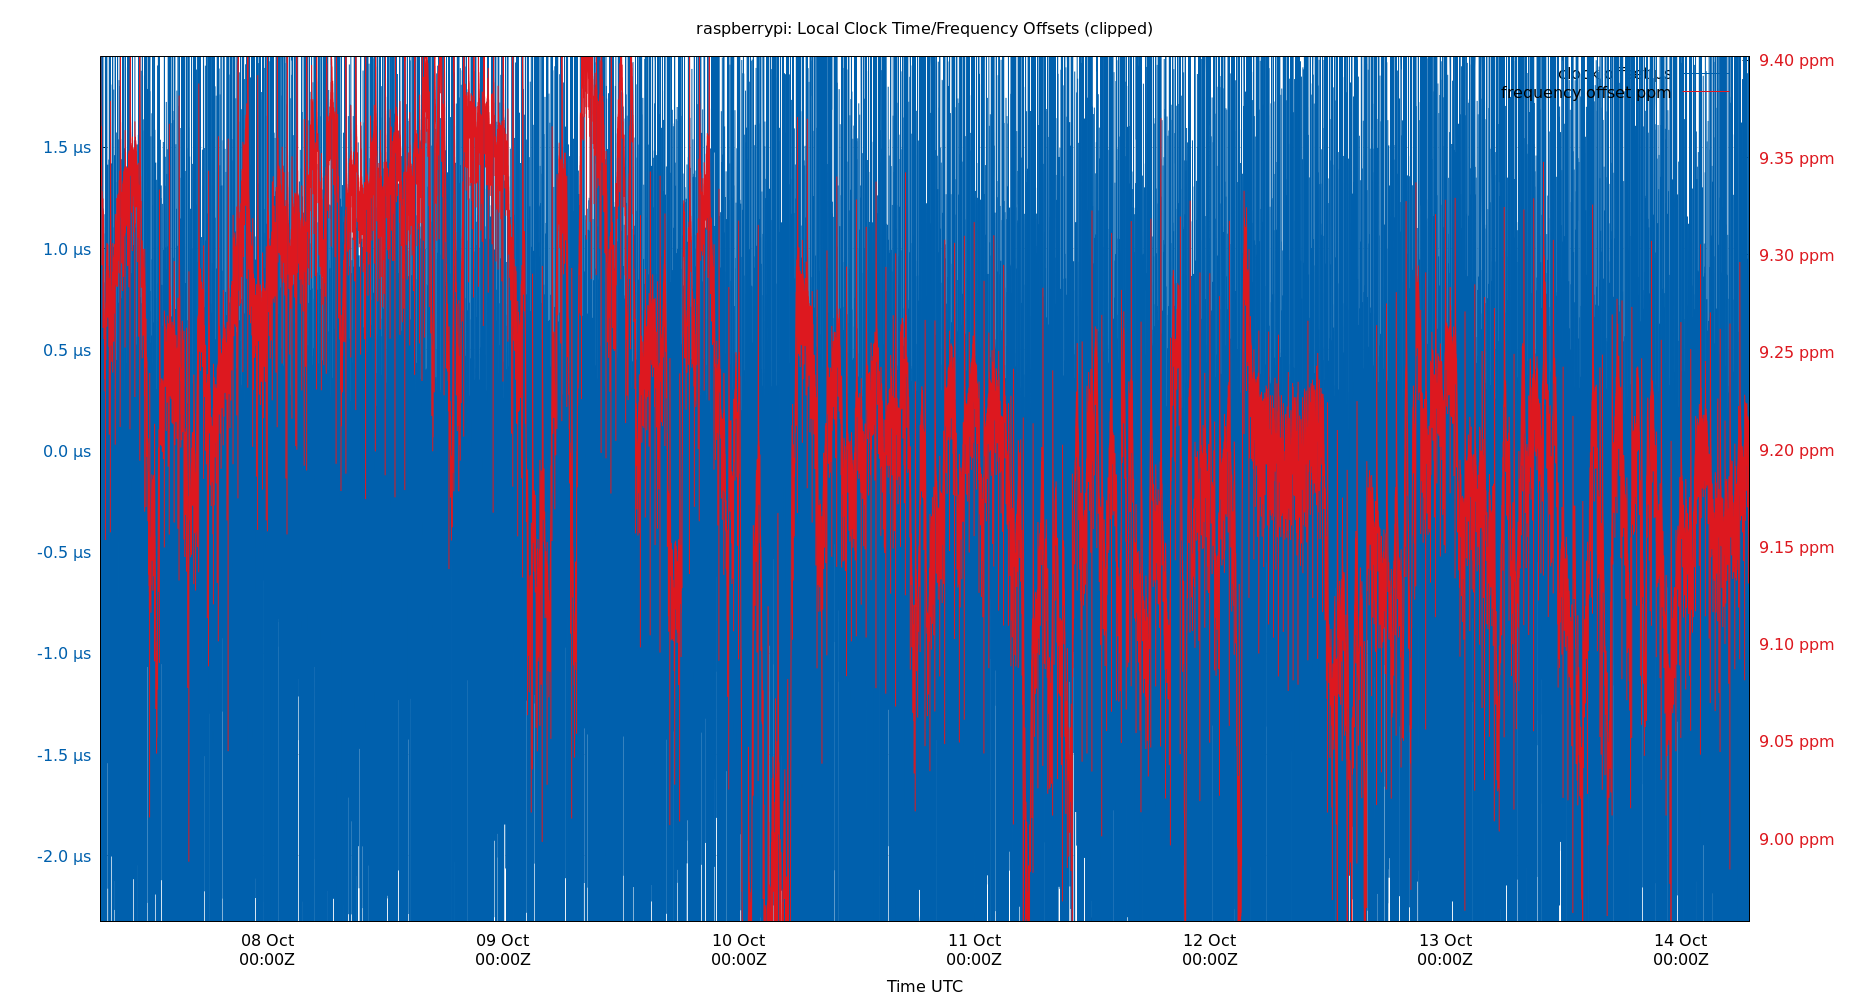 raspberrypi: Local Clock Time/Frequency Offsets (clipped)
clock offset µs
frequency offset ppm
1.5 µs
1.0 µs
0.5 µs
0.0 µs
-0.5 µs
-1.0 µs
-1.5 µs
-2.0 µs
9.40 ppm
9.35 ppm
9.30 ppm
9.25 ppm
9.20 ppm
9.15 ppm
9.10 ppm
9.05 ppm
9.00 ppm
08 Oct 09 Oct 10 Oct 11 Oct 12 Oct 13 Oct 14 Oct
00:00Z 00:00Z 00:00Z 00:00Z 00:00Z 00:00Z 00:00Z
Time UTC